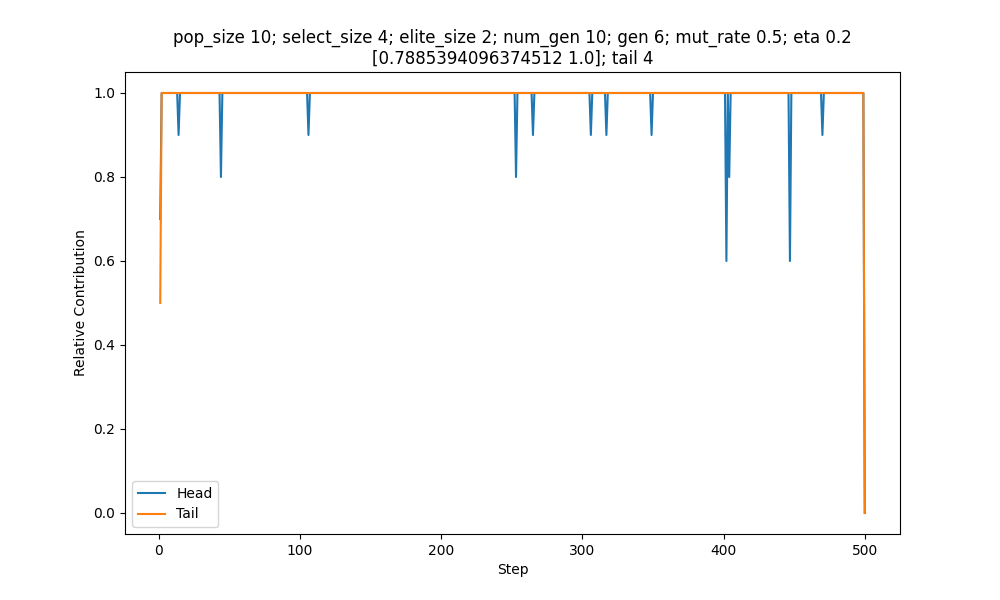 pop_size 10; select_size 4; elite_size 2; num_gen 10; gen 6; mut_rate 0.5; eta 0.2
[0.7885394096374512 1.0]; tail 4
Relative Contribution
1.0
0.8
0.6
0.4
0.2
0.0
Head
Tail
0
100
200
300
400
500
Step